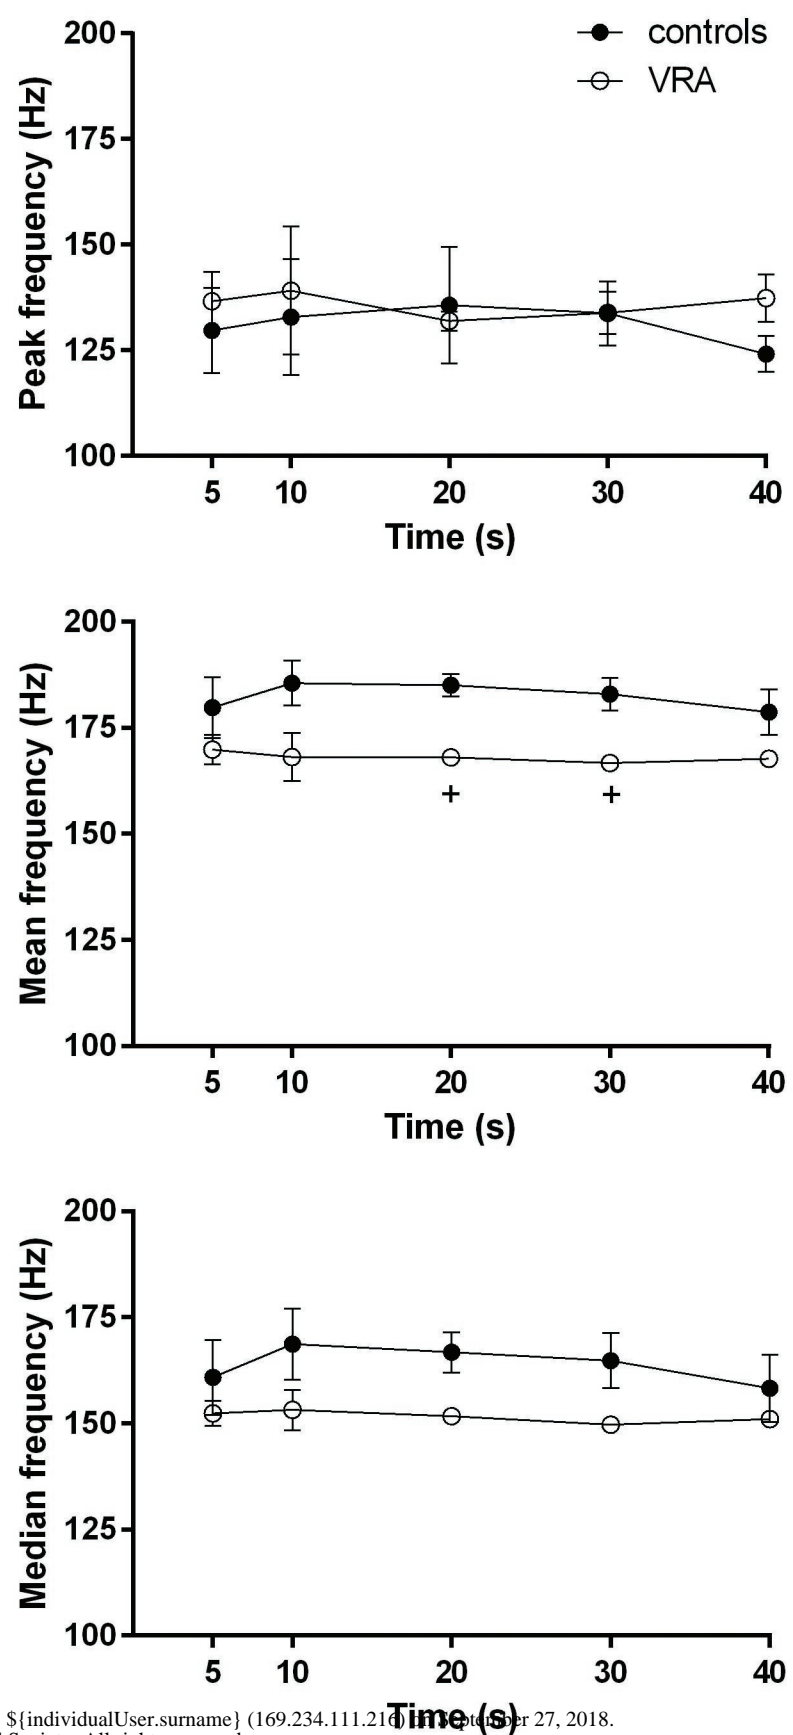 200
controls
VRA
175
150
125
100
Peak frequency (Hz)
5 10 20 30 40
Time (s)
200
175
150
125
100
Mean frequency (Hz)
+ +
5 10 20 30 40
Time (s)
200
175
150
125
100
Median frequency (Hz)
5 10 20 30 40
Time (s)
${individualUser.surname} (169.234.111.216) on September 27, 2018.